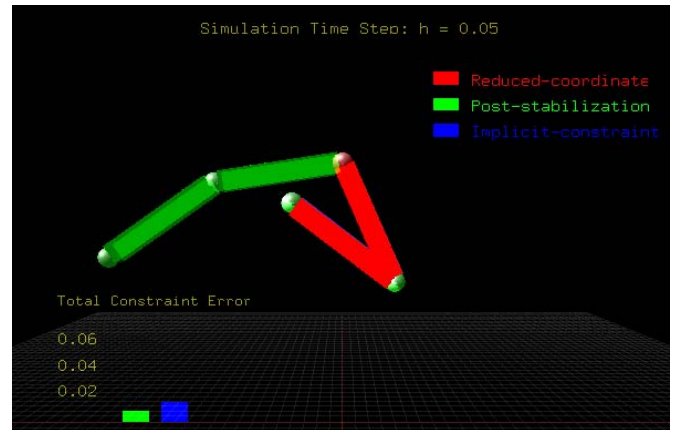 Simulation Time Step: h = 0.05
Reduced-coordinate
Post-stabilization
Implicit-constraint
Total Constraint Error
0.06
0.04
0.02